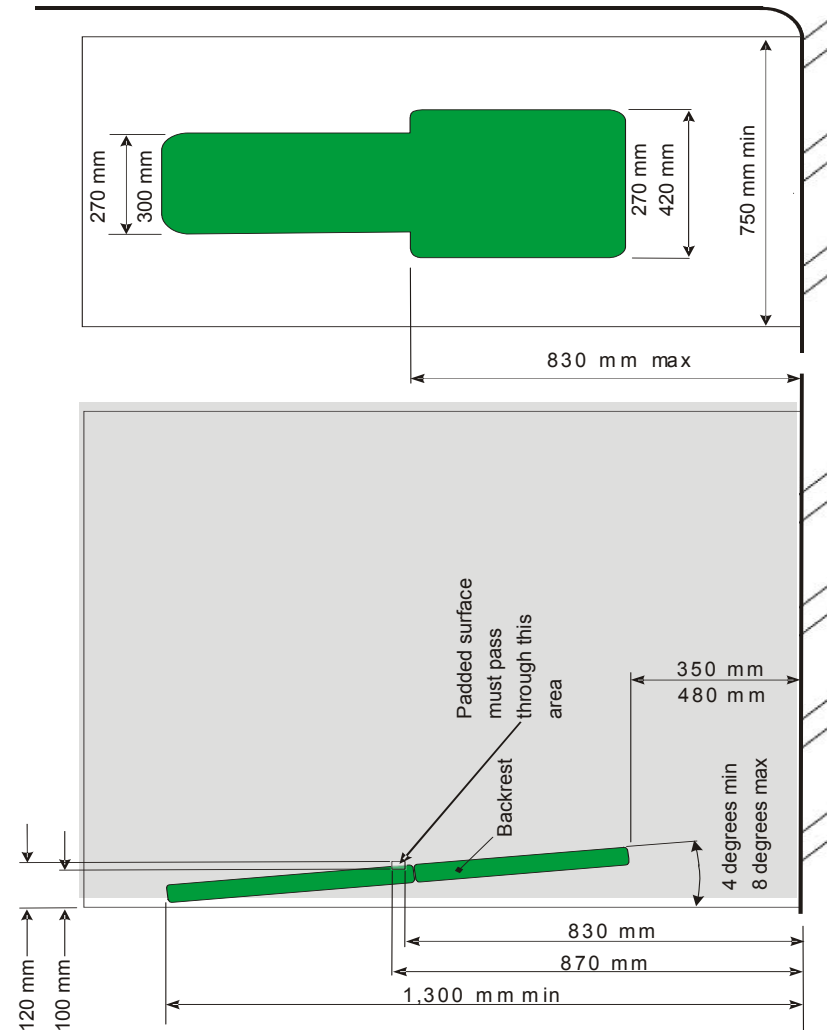 270 mm
300 mm
270 mm
420 mm
750 mm min
830 mm max
Padded surface
must pass
through this
area
350 mm
480 mm
Backrest
4 degrees min
8 degrees max
830 mm
870 mm
1,300 mm min
120 mm
100 mm